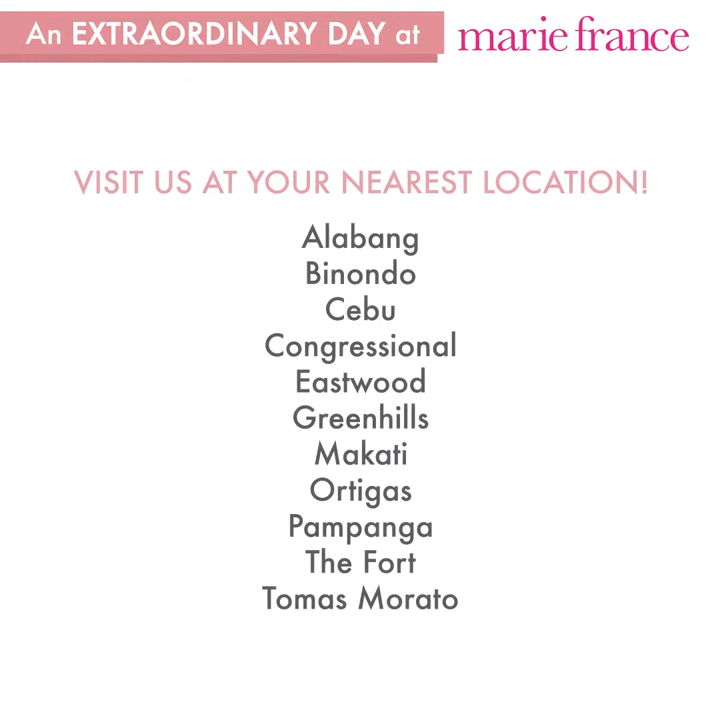 An EXTRAORDINARY DAY at marie france
VISIT US AT YOUR NEAREST LOCATION!
Alabang
Binondo
Cebu
Congressional
Eastwood
Greenhills
Makati
Ortigas
Pampanga
The Fort
Tomas Morato